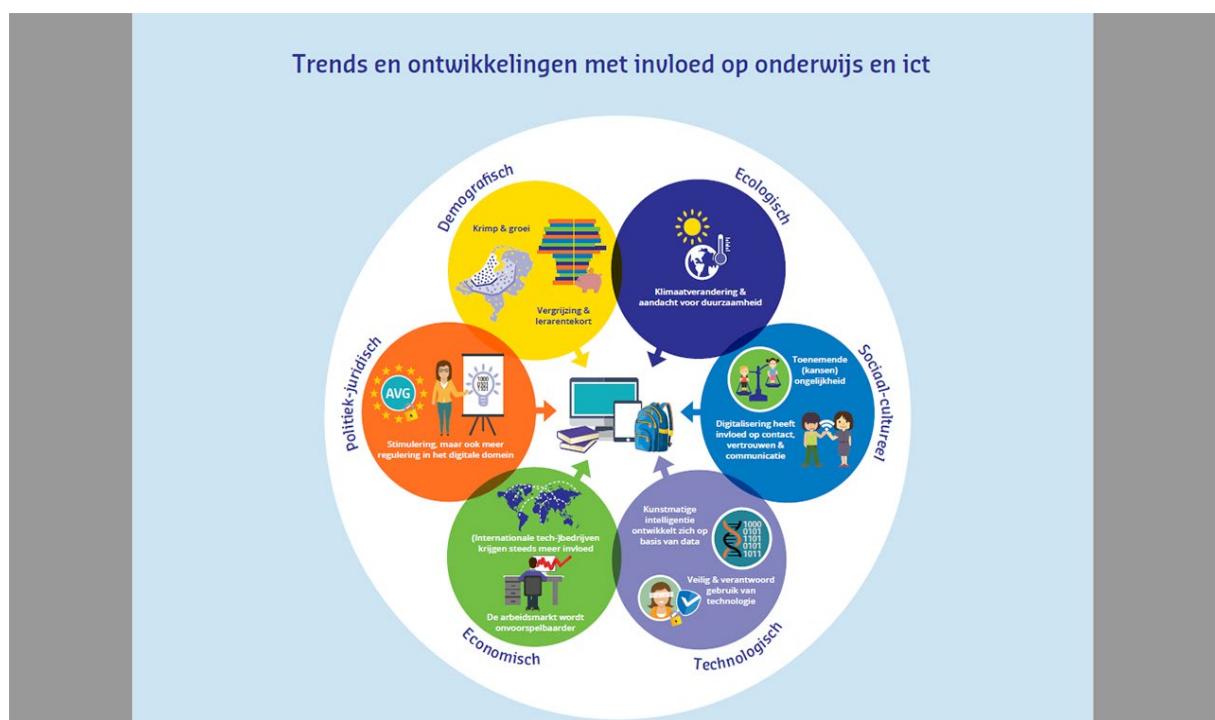 Trends en ontwikkelingen met invloed op onderwijs en ict
Demografisch
Krimp & groei
Vergrijzing &
lerarentekort
Ecologisch
Klimaatverandering &
aandacht voor duurzaamheid
Politiek-juridisch
AVG
1000
0101
1101
Stimulering, maar ook meer
regulering in het digitale domein
Sociaal-cultureel
Toenemende
(kansen)
ongelijkheid
Digitalisering heeft
invloed op contact,
vertrouwen &
communicatie
Economisch
(Internationale tech-)bedrijven
krijgen steeds meer invloed
De arbeidsmarkt wordt
onvoorspelbaarder
Technologisch
Kunstmatige
intelligentie
ontwikkelt zich op
basis van data
1000
0101
1101
0101
1011
Veilig & verantwoord
gebruik van
technologie